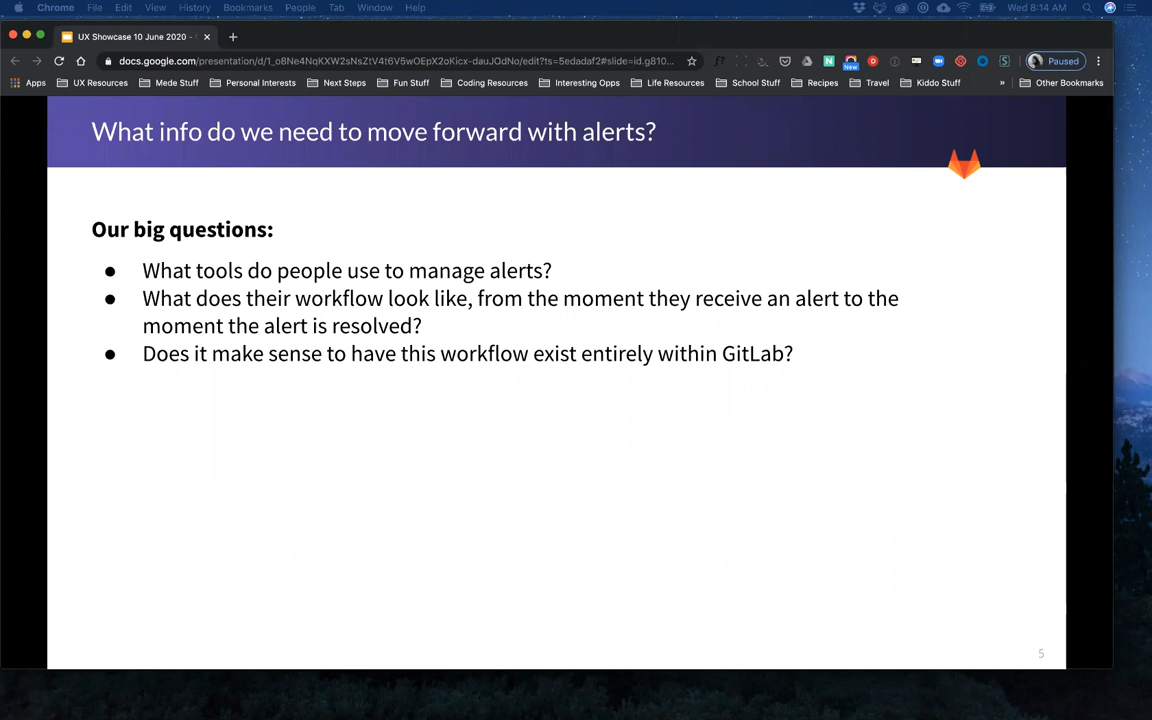 Chrome File Edit View History Bookmarks People Tab Window Help Wed 8:14 AM
UX Showcase 10 June 2020 -
docs.google.com/presentation/d/1_o8Ne4NqKXW2sNsZtV4t6V5wOEpX2oKicx-dauJOdNo/edit?ts=5edadaf2#slide=id.g810... Paused
New
Apps UX Resources Mede Stuff Personal Interests Next Steps Fun Stuff Coding Resources Interesting Opps Life Resources School Stuff Recipes Travel Kiddo Stuff » Other Bookmarks
What info do we need to move forward with alerts?
Our big questions:
● What tools do people use to manage alerts?
● What does their workflow look like, from the moment they receive an alert to the
moment the alert is resolved?
● Does it make sense to have this workflow exist entirely within GitLab?
5